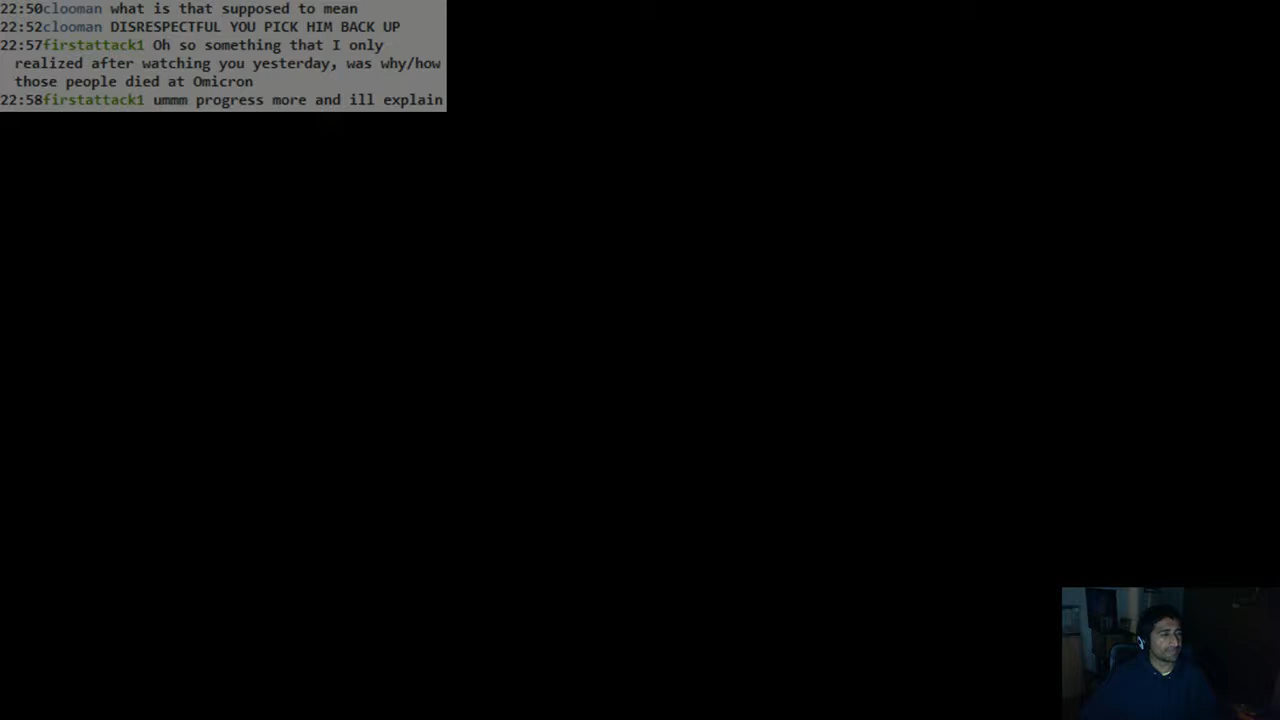 22:50clooman what is that supposed to mean
22:52clooman DISRESPECTFUL YOU PICK HIM BACK UP
22:57firstattack1 Oh so something that I only
realized after watching you yesterday, was why/how
those people died at Omicron
22:58firstattack1 ummm progress more and ill explain